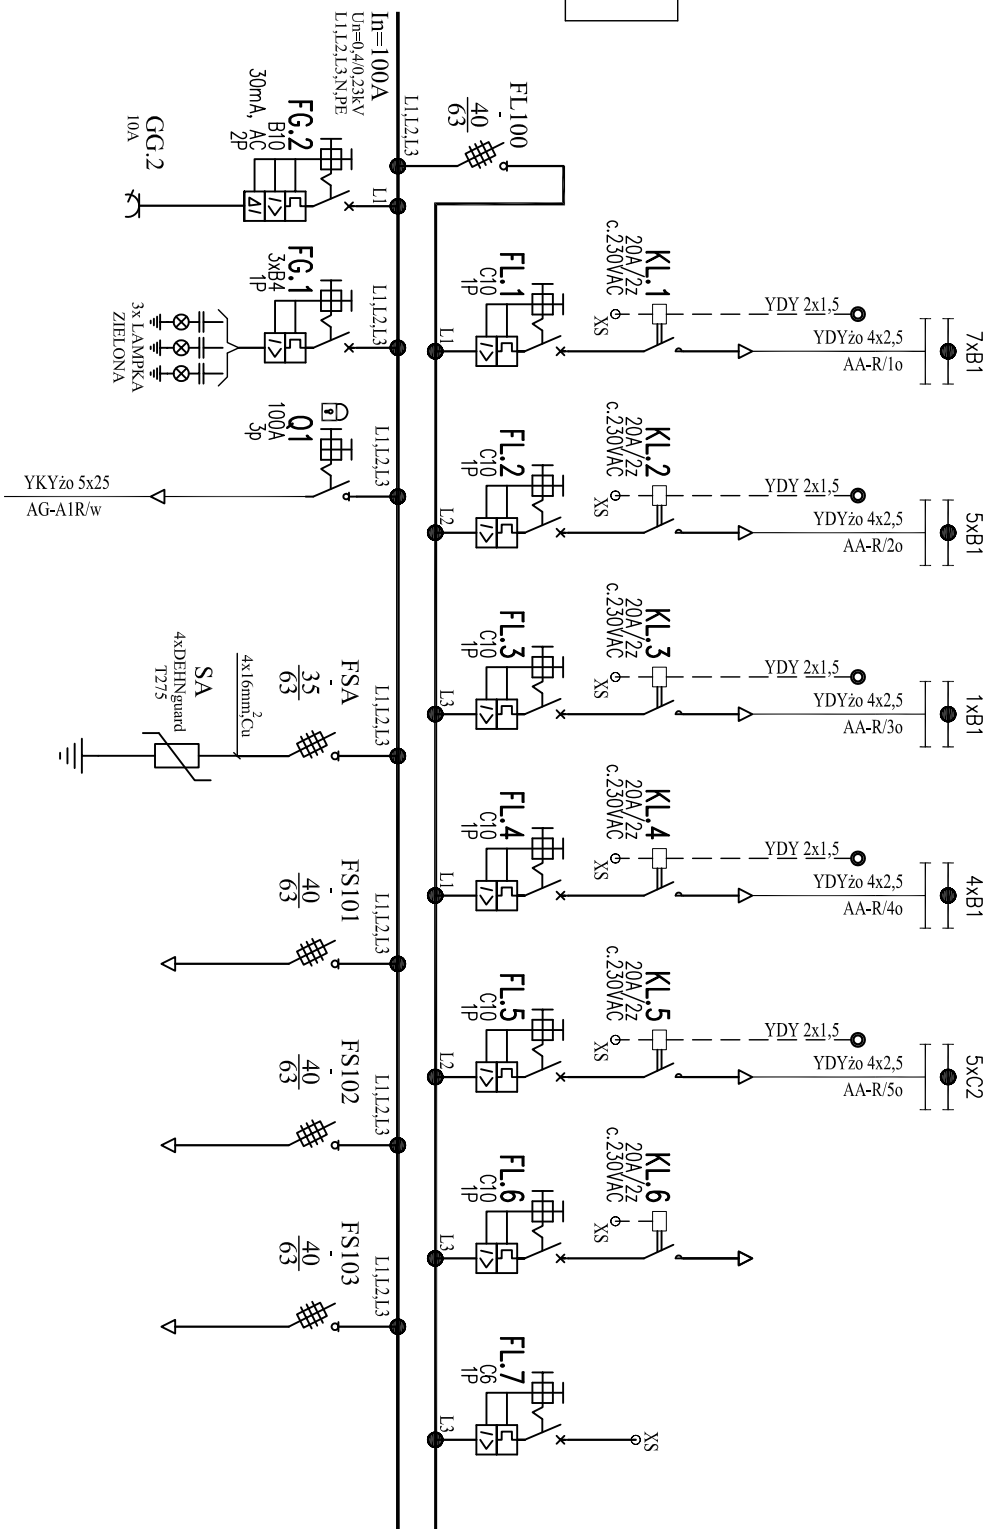 In=100A
Un=0,4/0,23kV
L1,L2,L3,N,PE
L1,L2,L3
FL100
-
40
63
L1
FG.2
B10
30mA, AC
2P
GG.2
10A
L1,L2,L3
FG.1
3xB4
1P
3x LAMPKA
ZIELONA
L1,L2,L3
Q1
100A
3p
YKYżo 5x25
AG-A1R/w
L1,L2,L3
FSA
-
35
63
4x16mm²,Cu
SA
4xDEHNguard
T275
L1,L2,L3
FS101
-
40
63
L1,L2,L3
FS102
-
40
63
L1,L2,L3
FS103
-
40
63
L1
FL.1
C10
1P
KL.1
20A/2z
c.230VAC
XS
YDY 2x1,5
YDYżo 4x2,5
AA-R/1o
7xB1
L2
FL.2
C10
1P
KL.2
20A/2z
c.230VAC
XS
YDY 2x1,5
YDYżo 4x2,5
AA-R/2o
5xB1
L3
FL.3
C10
1P
KL.3
20A/2z
c.230VAC
XS
YDY 2x1,5
YDYżo 4x2,5
AA-R/3o
1xB1
L1
FL.4
C10
1P
KL.4
20A/2z
c.230VAC
XS
YDY 2x1,5
YDYżo 4x2,5
AA-R/4o
4xB1
L2
FL.5
C10
1P
KL.5
20A/2z
c.230VAC
XS
YDY 2x1,5
YDYżo 4x2,5
AA-R/5o
5xC2
L3
FL.6
C10
1P
KL.6
20A/2z
c.230VAC
XS
L3
FL.7
C6
1P
XS